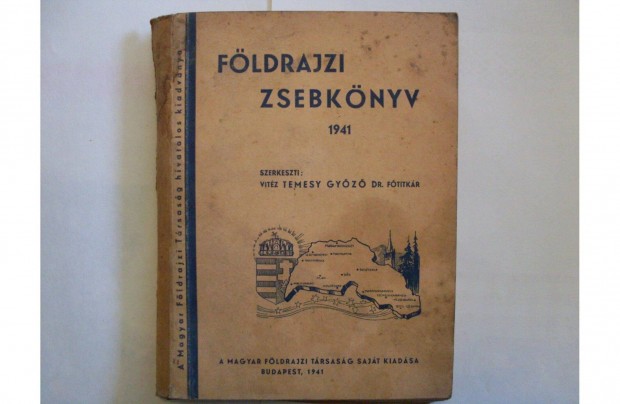 FÖLDRAJZI
ZSEBKÖNYV
1941
SZERKESZTI:
VITÉZ TEMESY GYŐZŐ DR. FŐTITKÁR
A MAGYAR FÖLDRAJZI TÁRSASÁG SAJÁT KIADÁSA
BUDAPEST, 1941
A Magyar Földrajzi Társaság hivatalos kiadványa